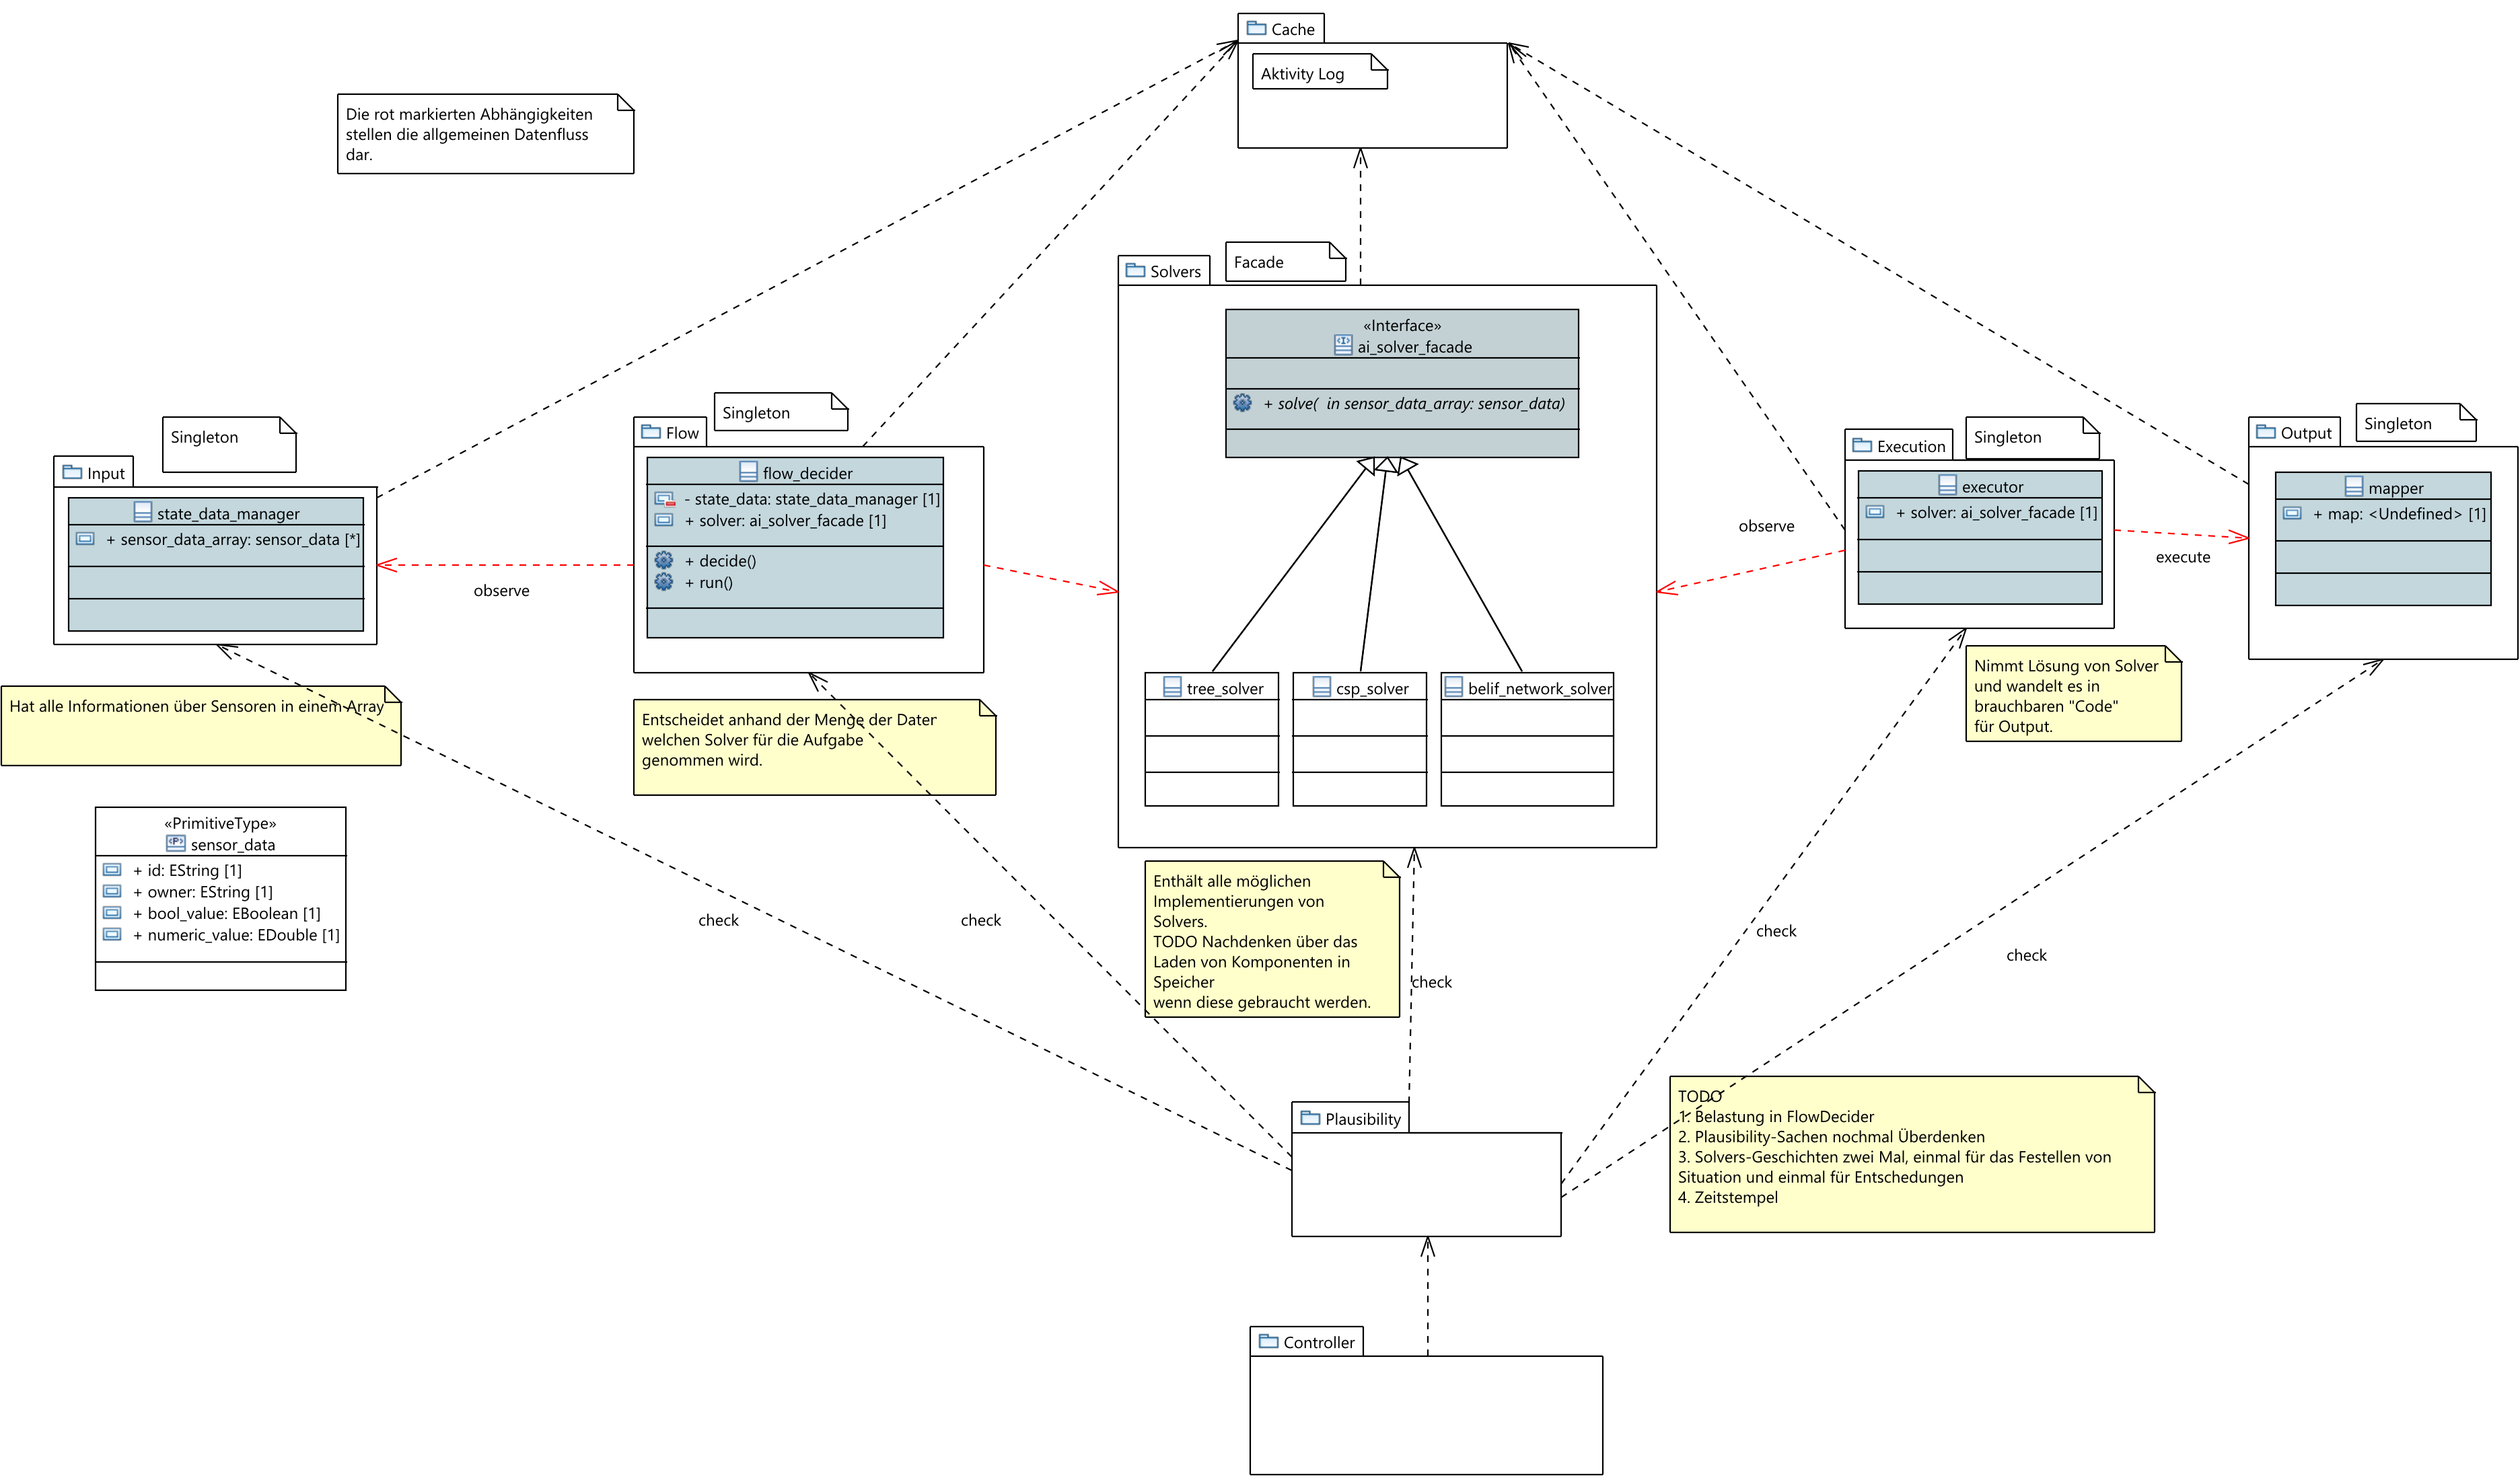 Cache
Aktivity Log
Die rot markierten Abhängigkeiten
stellen die allgemeinen Datenfluss
dar.
Solvers
Facade
«Interface»
ai_solver_facade
+ solve( in sensor_data_array: sensor_data)
tree_solver
csp_solver
belif_network_solver
Singleton
Input
state_data_manager
+ sensor_data_array: sensor_data [*]
observe
Singleton
Flow
flow_decider
- state_data: state_data_manager [1]
+ solver: ai_solver_facade [1]
+ decide()
+ run()
observe
Singleton
Execution
executor
+ solver: ai_solver_facade [1]
execute
Singleton
Output
mapper
+ map: <Undefined> [1]
Hat alle Informationen über Sensoren in einem Array
Entscheidet anhand der Menge der Daten
welchen Solver für die Aufgabe
genommen wird.
Nimmt Lösung von Solver
und wandelt es in
brauchbaren "Code"
für Output.
«PrimitiveType»
sensor_data
+ id: EString [1]
+ owner: EString [1]
+ bool_value: EBoolean [1]
+ numeric_value: EDouble [1]
Enthält alle möglichen
Implementierungen von
Solvers.
TODO Nachdenken über das
Laden von Komponenten in
Speicher
wenn diese gebraucht werden.
check
check
check
check
check
Plausibility
TODO
1. Belastung in FlowDecider
2. Plausibility-Sachen nochmal Überdenken
3. Solvers-Geschichten zwei Mal, einmal für das Festellen von
Situation und einmal für Entschedungen
4. Zeitstempel
Controller